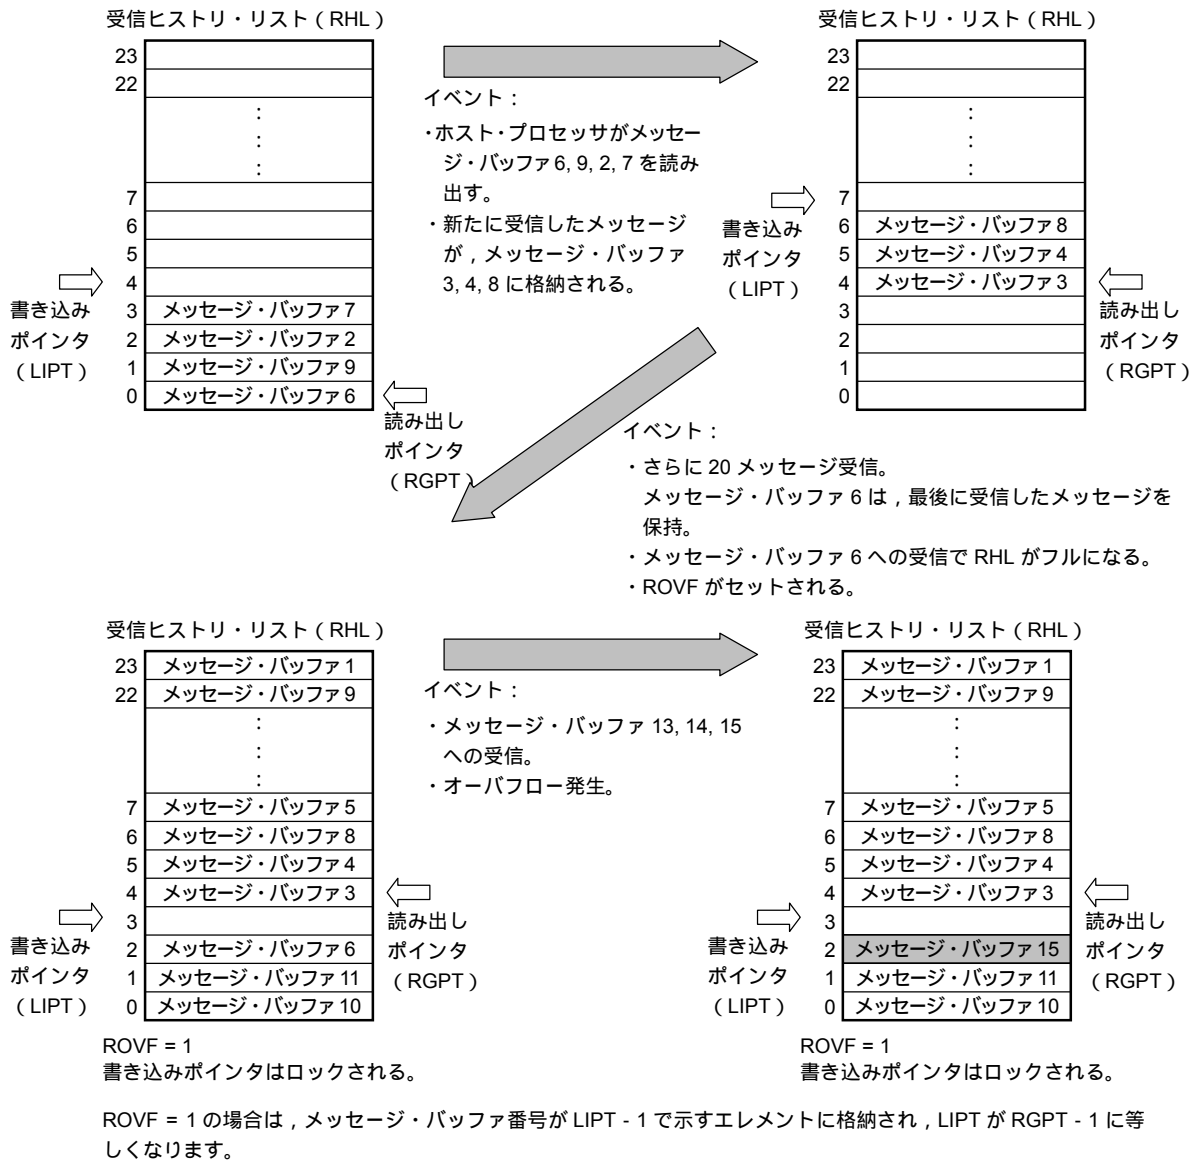 受信ヒストリ・リスト（RHL）
23
22
：
：
：
7
6
5
4
3 メッセージ・バッファ7
2 メッセージ・バッファ2
1 メッセージ・バッファ9
0 メッセージ・バッファ6
書き込み
ポインタ
（LIPT）
読み出し
ポインタ
（RGPT）
イベント：
・ホスト・プロセッサがメッセー
ジ・バッファ6, 9, 2, 7 を読み
出す。
・新たに受信したメッセージ
が，メッセージ・バッファ
3, 4, 8 に格納される。
受信ヒストリ・リスト（RHL）
23
22
：
：
：
7
6 メッセージ・バッファ8
5 メッセージ・バッファ4
4 メッセージ・バッファ3
3
2
1
0
書き込み
ポインタ
（LIPT）
読み出し
ポインタ
（RGPT）
イベント：
・さらに 20 メッセージ受信。
メッセージ・バッファ 6 は，最後に受信したメッセージを
保持。
・メッセージ・バッファ 6 への受信で RHL がフルになる。
・ROVF がセットされる。
受信ヒストリ・リスト（RHL）
23 メッセージ・バッファ1
22 メッセージ・バッファ9
：
：
：
7 メッセージ・バッファ5
6 メッセージ・バッファ8
5 メッセージ・バッファ4
4 メッセージ・バッファ3
3
2 メッセージ・バッファ6
1 メッセージ・バッファ11
0 メッセージ・バッファ10
書き込み
ポインタ
（LIPT）
読み出し
ポインタ
（RGPT）
ROVF = 1
書き込みポインタはロックされる。
イベント：
・メッセージ・バッファ 13, 14, 15
への受信。
・オーバフロー発生。
受信ヒストリ・リスト（RHL）
23 メッセージ・バッファ1
22 メッセージ・バッファ9
：
：
：
7 メッセージ・バッファ5
6 メッセージ・バッファ8
5 メッセージ・バッファ4
4 メッセージ・バッファ3
3
2 メッセージ・バッファ15
1 メッセージ・バッファ11
0 メッセージ・バッファ10
書き込み
ポインタ
（LIPT）
読み出し
ポインタ
（RGPT）
ROVF = 1
書き込みポインタはロックされる。
ROVF = 1 の場合は，メッセージ・バッファ番号が LIPT - 1 で示すエレメントに格納され，LIPT が RGPT - 1 に等
しくなります。